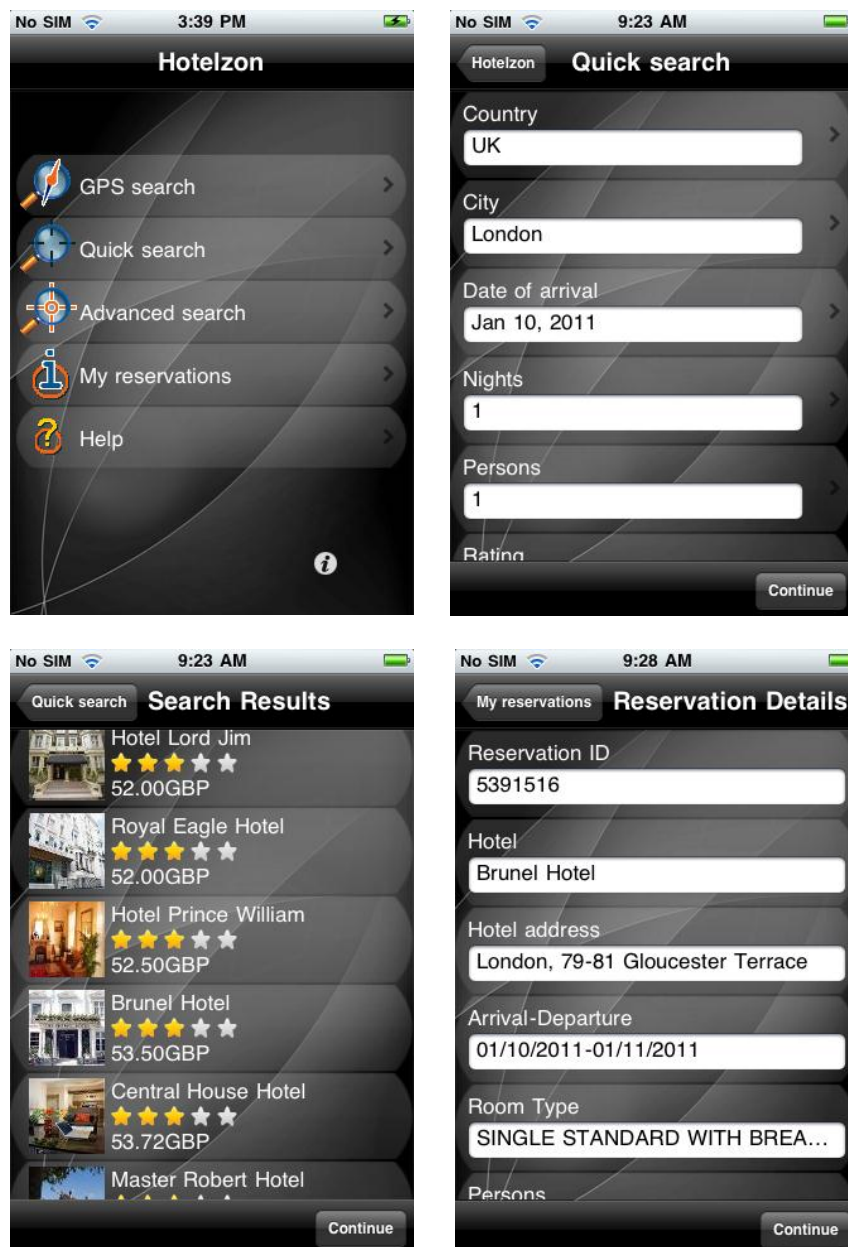 No SIM 3:39 PM
Hotelzon
GPS search
Quick search
Advanced search
My reservations
Help
i
No SIM 9:23 AM
Hotelzon Quick search
Country
UK
City
London
Date of arrival
Jan 10, 2011
Nights
1
Persons
1
Rating
Continue
No SIM 9:23 AM
Quick search Search Results
Hotel Lord Jim
52.00GBP
Royal Eagle Hotel
52.00GBP
Hotel Prince William
52.50GBP
Brunel Hotel
53.50GBP
Central House Hotel
53.72GBP
Master Robert Hotel
Continue
No SIM 9:28 AM
My reservations Reservation Details
Reservation ID
5391516
Hotel
Brunel Hotel
Hotel address
London, 79-81 Gloucester Terrace
Arrival-Departure
01/10/2011-01/11/2011
Room Type
SINGLE STANDARD WITH BREA...
Persons
Continue